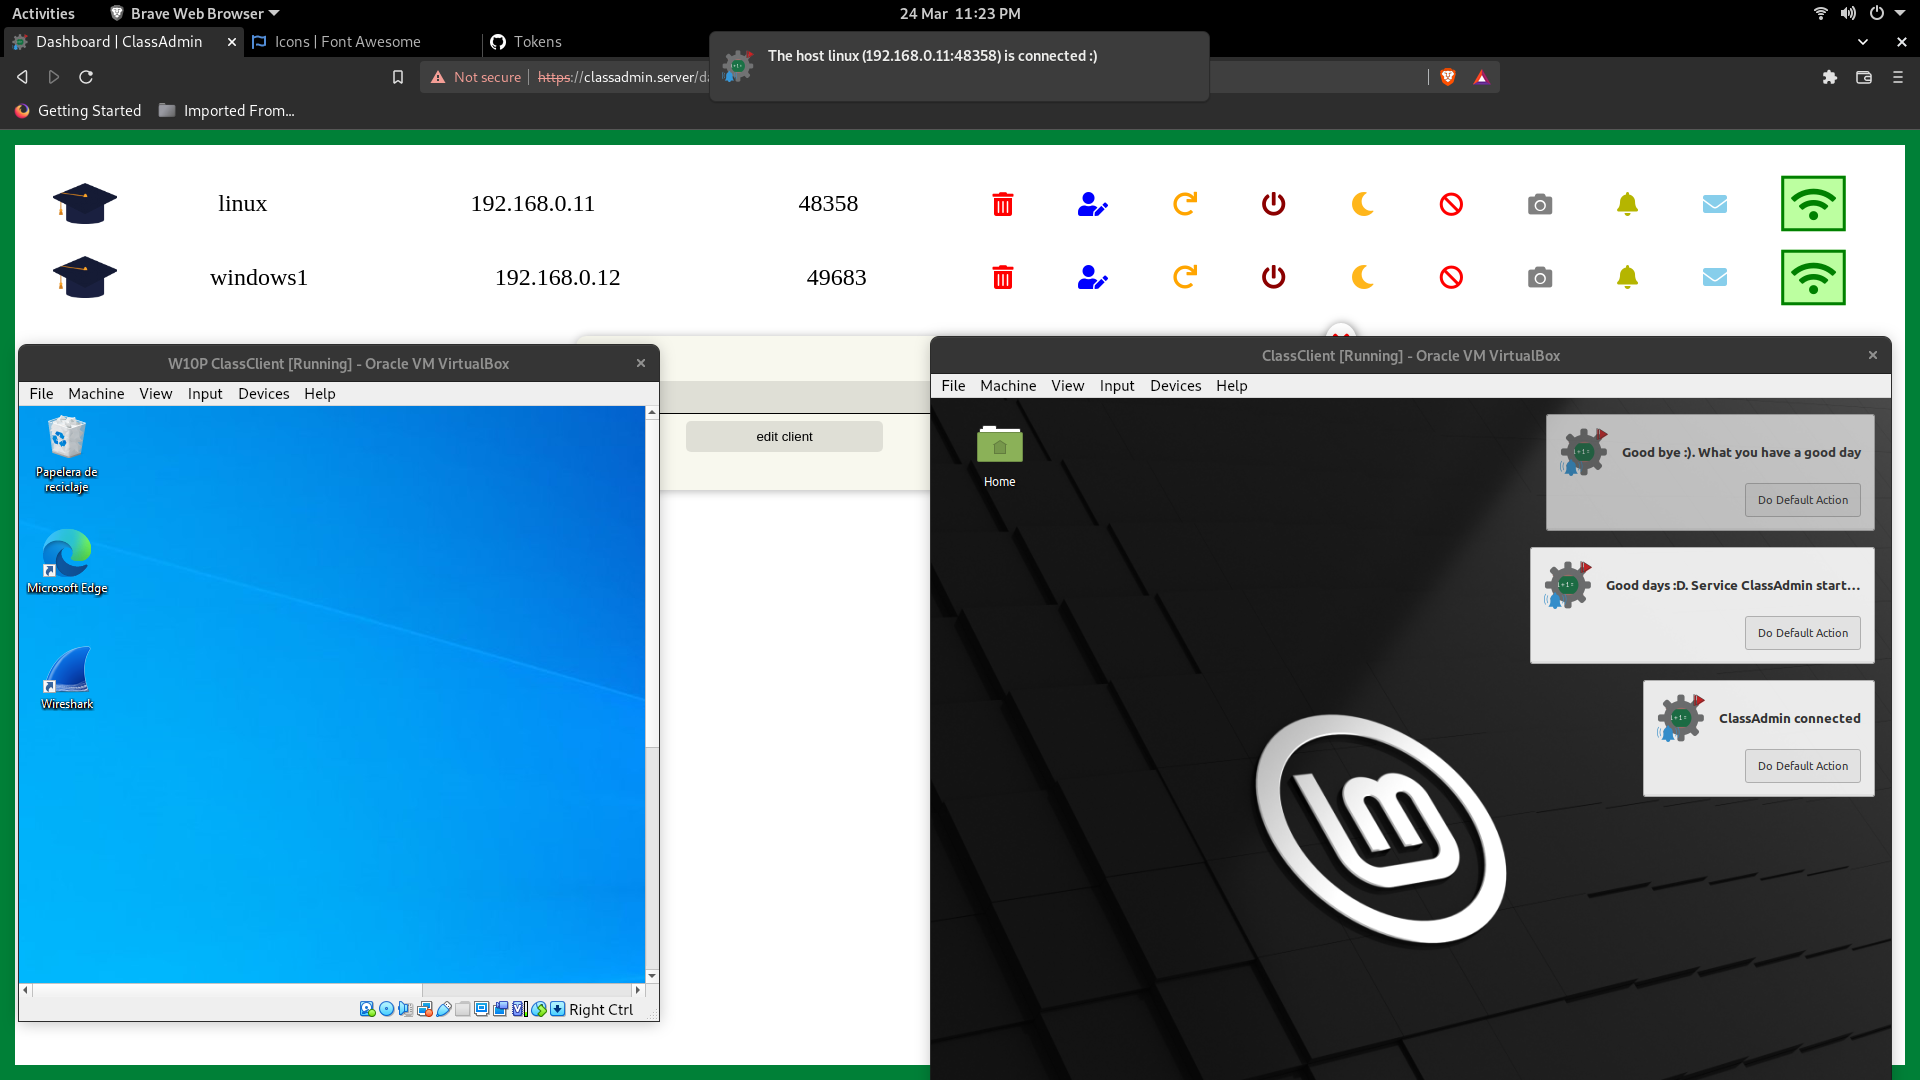 Activities
Brave Web Browser
24 Mar 11:23 PM
Dashboard | ClassAdmin
Icons | Font Awesome
Tokens
The host linux (192.168.0.11:48358) is connected :)
Not secure
https://classadmin.server/da
Getting Started
Imported From...
linux 192.168.0.11 48358
windows1 192.168.0.12 49683
W10P ClassClient [Running] - Oracle VM VirtualBox
File Machine View Input Devices Help
Papelera de
reciclaje
Microsoft Edge
Wireshark
Right Ctrl
edit client
ClassClient [Running] - Oracle VM VirtualBox
File Machine View Input Devices Help
Home
Good bye :). What you have a good day
Do Default Action
Good days :D. Service ClassAdmin start...
Do Default Action
ClassAdmin connected
Do Default Action